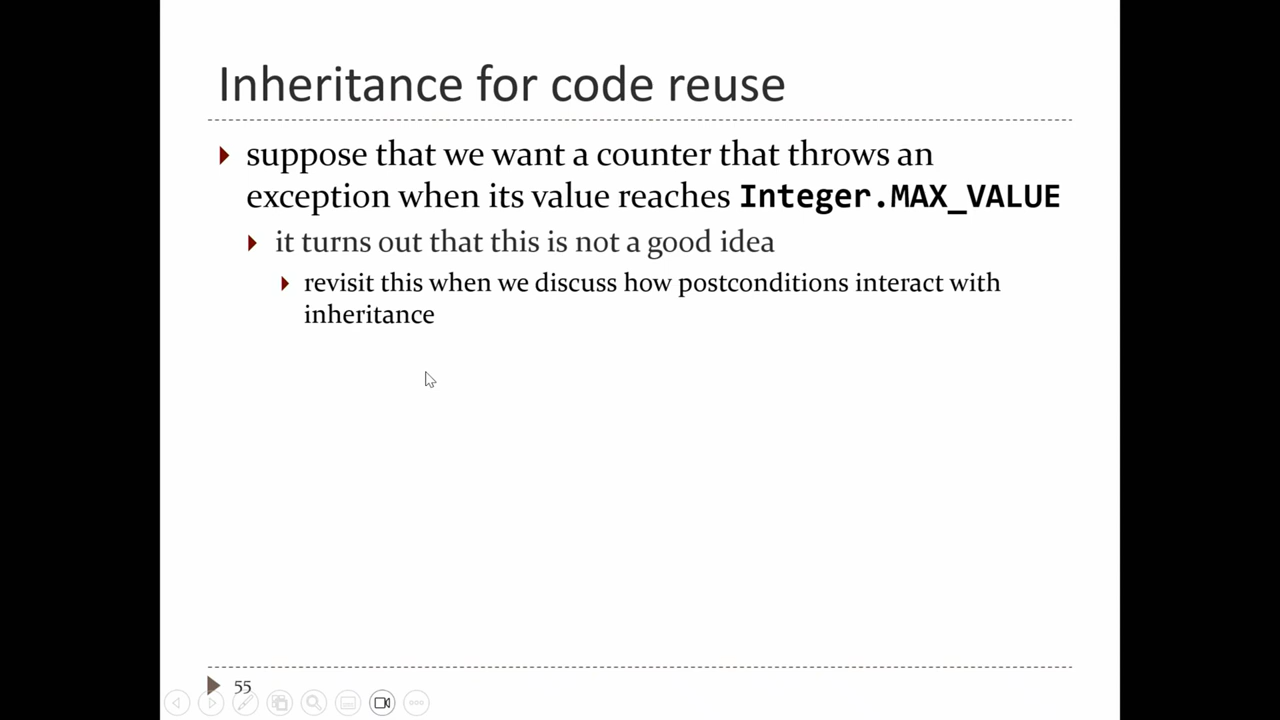 Inheritance for code reuse
suppose that we want a counter that throws an
exception when its value reaches Integer.MAX_VALUE
it turns out that this is not a good idea
revisit this when we discuss how postconditions interact with
inheritance
55